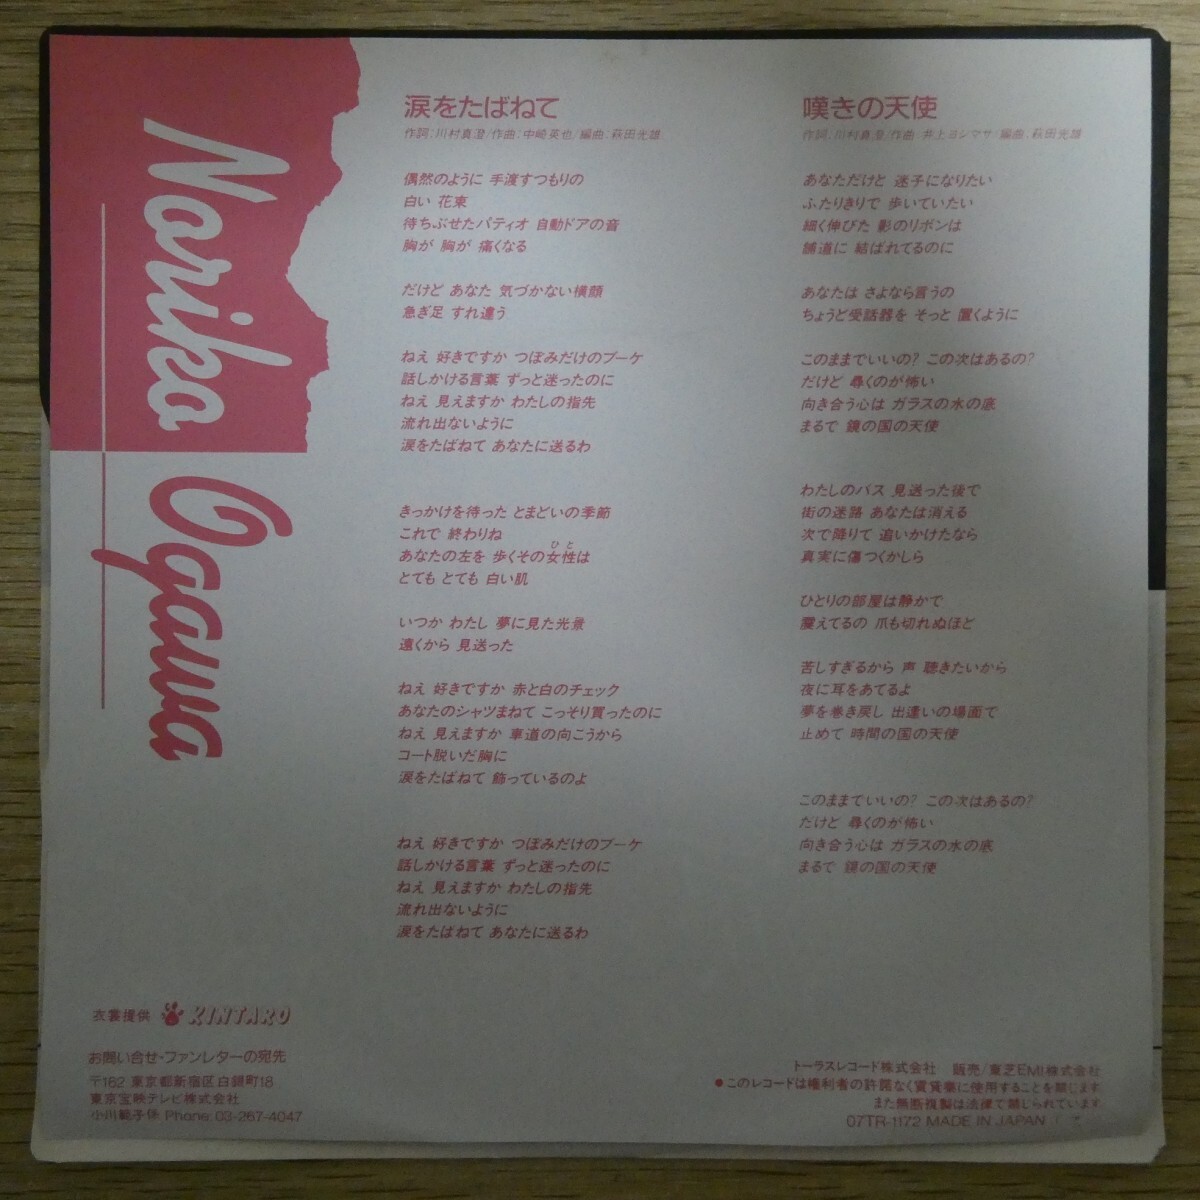 Noriko Ogawa
涙をたばねて
作詞:川村真澄/作曲:中崎英也/編曲:萩田光雄
偶然のように 手渡すつもりの
白い 花束
待ちぶせたパティオ 自動ドアの音
胸が 胸が 痛くなる
だけど あなた 気づかない横顔
急ぎ足 すれ違う
ねえ 好きですか つぼみだけのブーケ
話しかける言葉 ずっと迷ったのに
ねえ 見えますか わたしの指先
流れ出ないように
涙をたばねて あなたに送るわ
きっかけを待った とまどいの季節
これで 終わりね
あなたの左を 歩くその女性(ひと)は
とても とても 白い肌
いつか わたし 夢に見た光景
遠くから 見送った
ねえ 好きですか 赤と白のチェック
あなたのシャツまねて こっそり買ったのに
ねえ 見えますか 車道の向こうから
コート脱いだ胸に
涙をたばねて 飾っているのよ
ねえ 好きですか つぼみだけのブーケ
話しかける言葉 ずっと迷ったのに
ねえ 見えますか わたしの指先
流れ出ないように
涙をたばねて あなたに送るわ
嘆きの天使
作詞:川村真澄/作曲:井上ヨシマサ/編曲:萩田光雄
あなただけと 迷子になりたい
ふたりきりで 歩いていたい
細く伸びた 影のリボンは
舗道に 結ばれてるのに
あなたは さよなら言うの
ちょうど受話器を そっと 置くように
このままでいいの? この次はあるの?
だけど 尋くのが怖い
向き合う心は ガラスの水の底
まるで 鏡の国の天使
わたしのバス 見送った後で
街の迷路 あなたは消える
次で降りて 追いかけたなら
真実に傷つくかしら
ひとりの部屋は静かで
震えてるの 爪も切れぬほど
苦しすぎるから 声 聴きたいから
夜に耳をあてるよ
夢を巻き戻し 出逢いの場面で
止めて 時間の国の天使
このままでいいの? この次はあるの?
だけど 尋くのが怖い
向き合う心は ガラスの水の底
まるで 鏡の国の天使
衣裳提供 KINTARO
お問い合せ・ファンレターの宛先
〒162 東京都新宿区白銀町18
東京宝映テレビ株式会社
小川範子係 Phone: 03-267-4047
トーラスレコード株式会社 販売/東芝EMI株式会社
●このレコードは権利者の許諾なく賃貸業に使用することを禁じます
また無断複製は法律で禁じられています
07TR-1172 MADE IN JAPAN